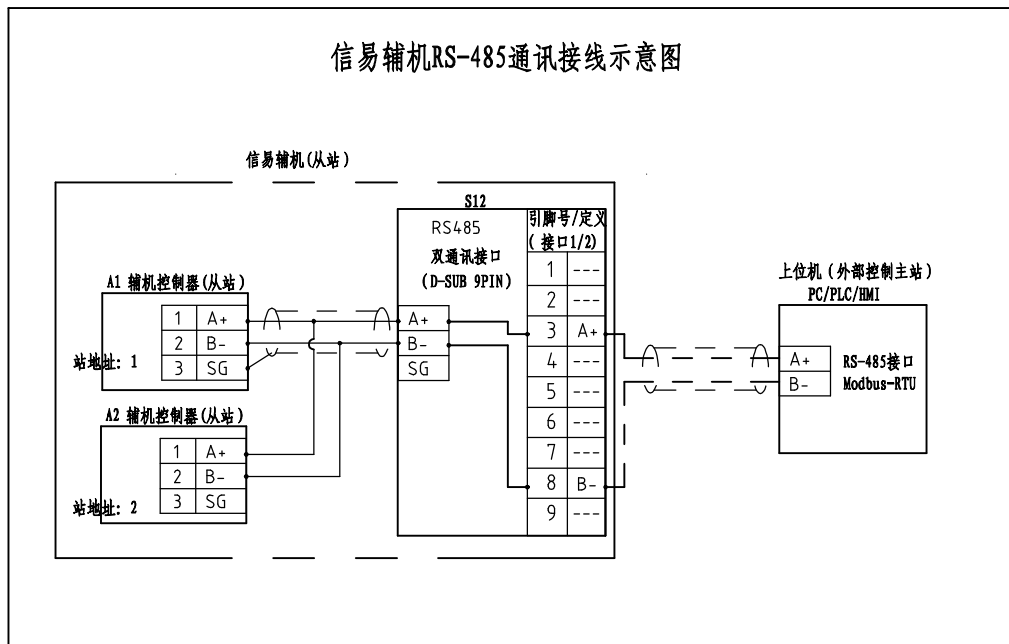 信易辅机RS-485通讯接线示意图
信易辅机(从站)
S12
RS485
双通讯接口
(D-SUB 9PIN)
A+
B-
SG
引脚号/定义
(接口1/2)
1 ---
2 ---
3 A+
4 ---
5 ---
6 ---
7 ---
8 B-
9 ---
A1 辅机控制器(从站)
1 A+
2 B-
3 SG
站地址: 1
A2 辅机控制器(从站)
1 A+
2 B-
3 SG
站地址: 2
上位机(外部控制主站)
PC/PLC/HMI
A+
B-
RS-485接口
Modbus-RTU